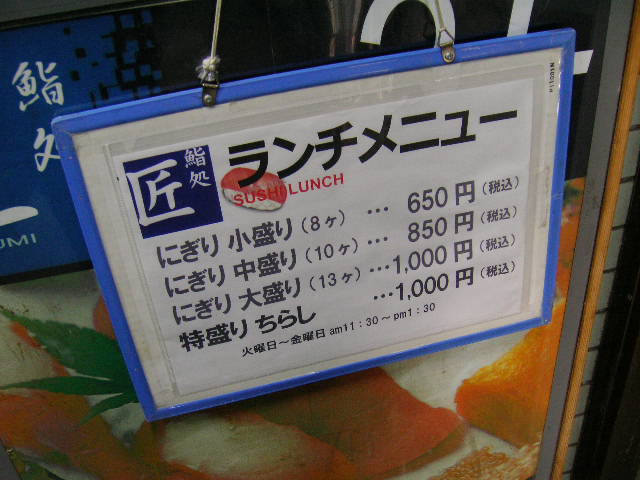 鮨処
UMI
24
鮨処
匠
ランチメニュー
SUSHI LUNCH
にぎり 小盛り(8ヶ) … 650円(税込)
にぎり 中盛り(10ヶ) … 850円(税込)
にぎり 大盛り(13ヶ) …1,000円(税込)
特盛り ちらし …1,000円(税込)
火曜日～金曜日 am11:30～pm1:30